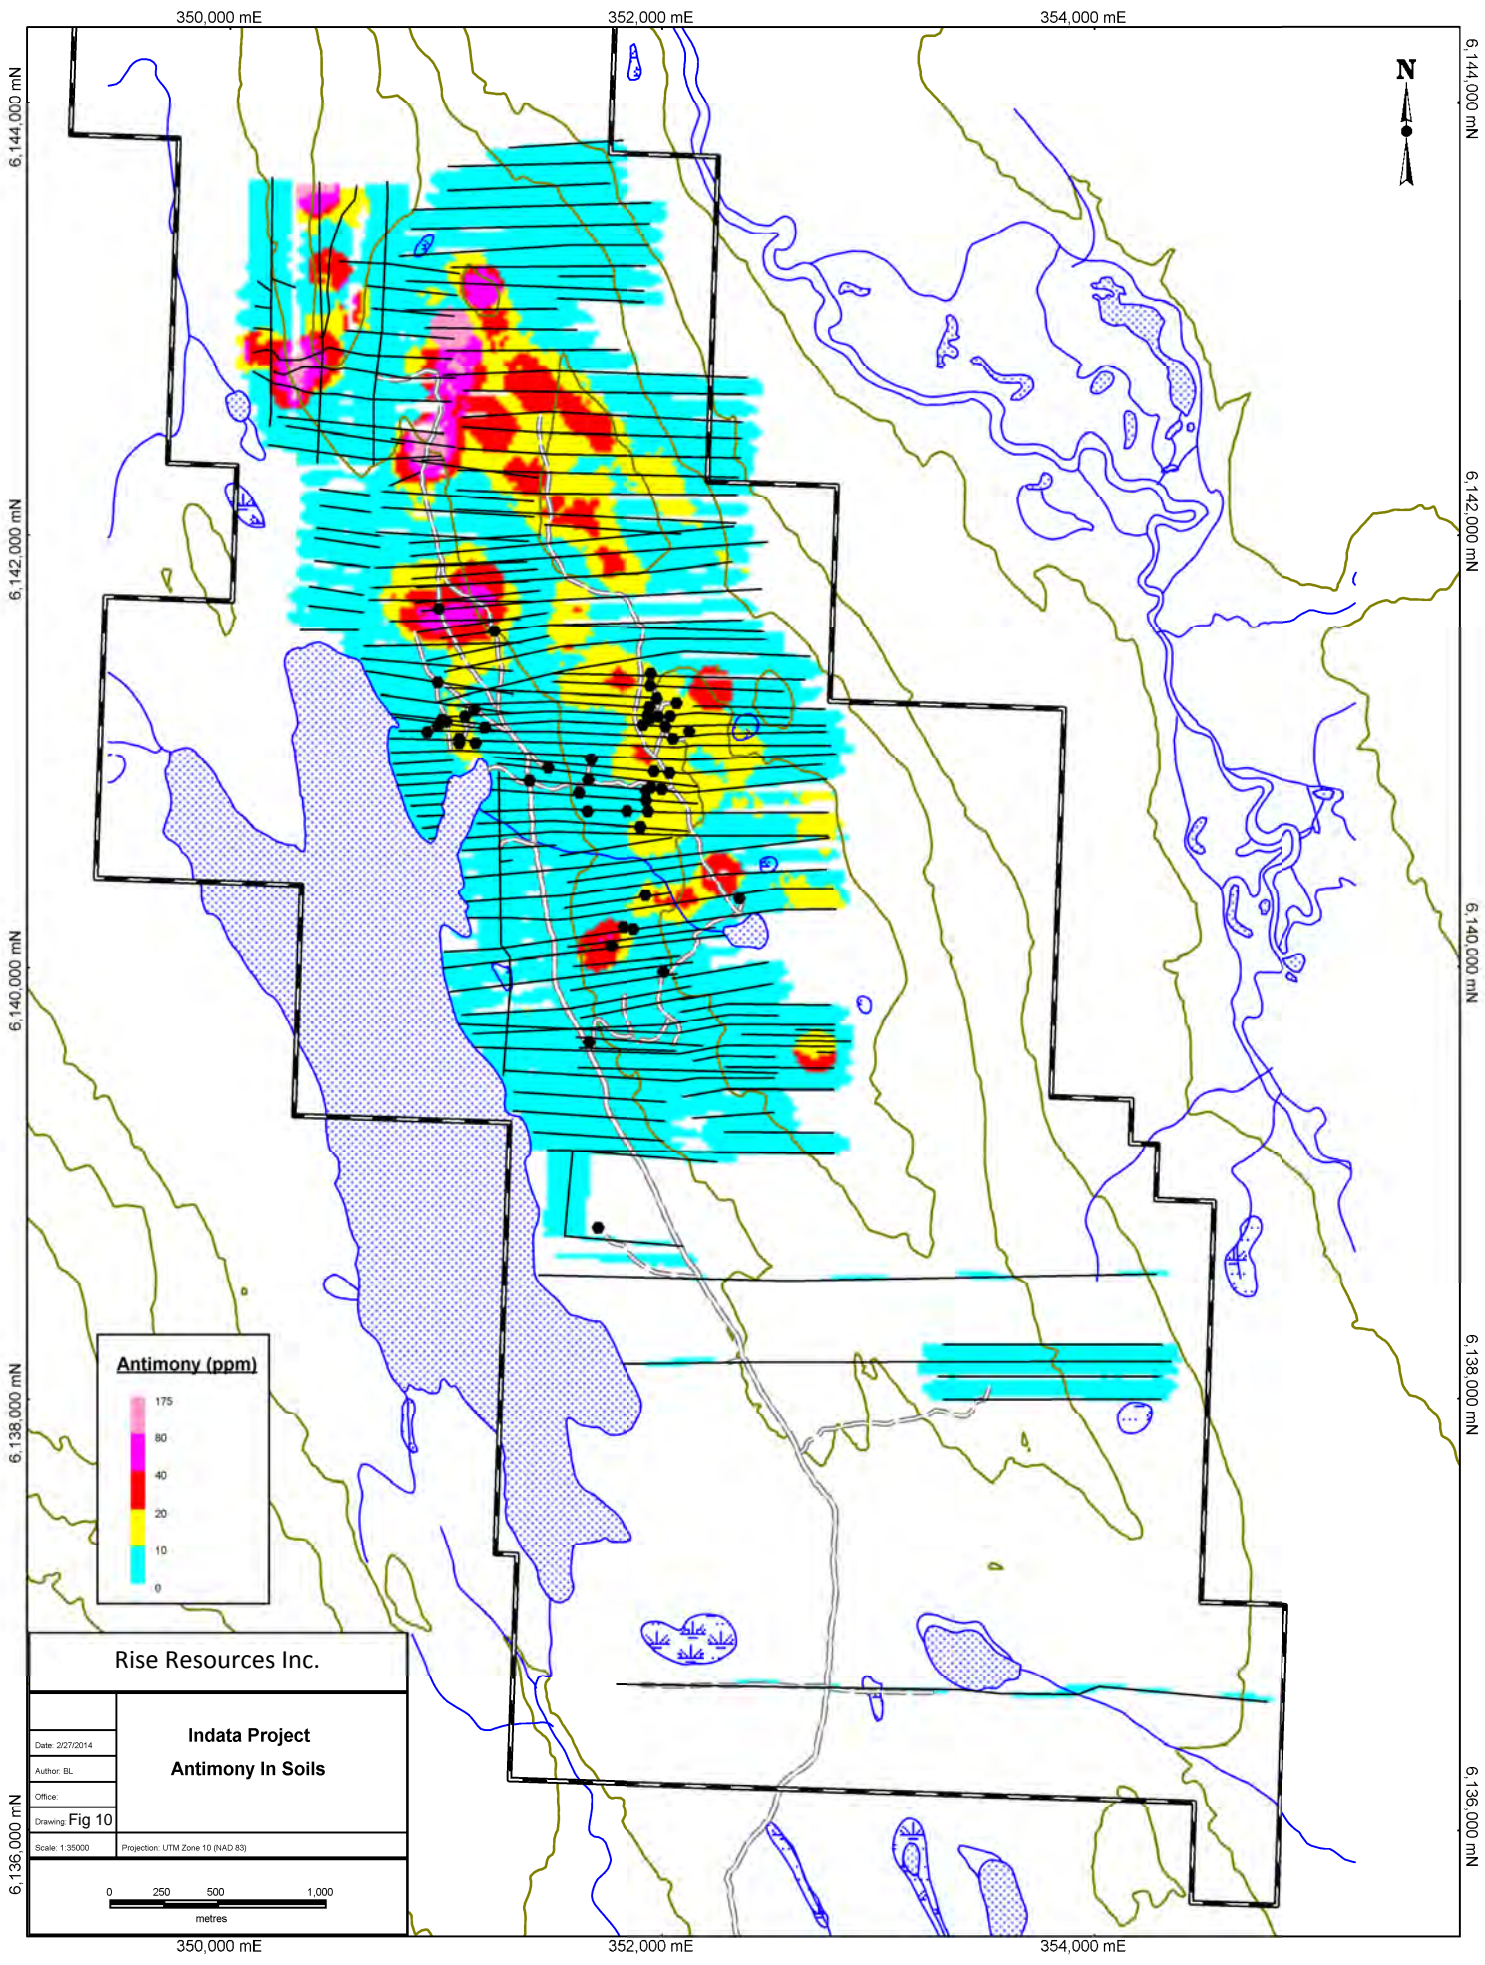 350,000 mE
352,000 mE
354,000 mE
6,144,000 mN
6,144,000 mN
N
6,142,000 mN
6,142,000 mN
6,140,000 mN
6,140,000 mN
6,138,000 mN
6,138,000 mN
Antimony (ppm)
175
80
40
20
10
0
Rise Resources Inc.
Indata Project
Antimony In Soils
Date: 2/27/2014
Author: BL
Office:
Drawing: Fig 10
Scale: 1:35000
Projection: UTM Zone 10 (NAD 83)
0 250 500 1,000
metres
6,136,000 mN
6,136,000 mN
350,000 mE
352,000 mE
354,000 mE